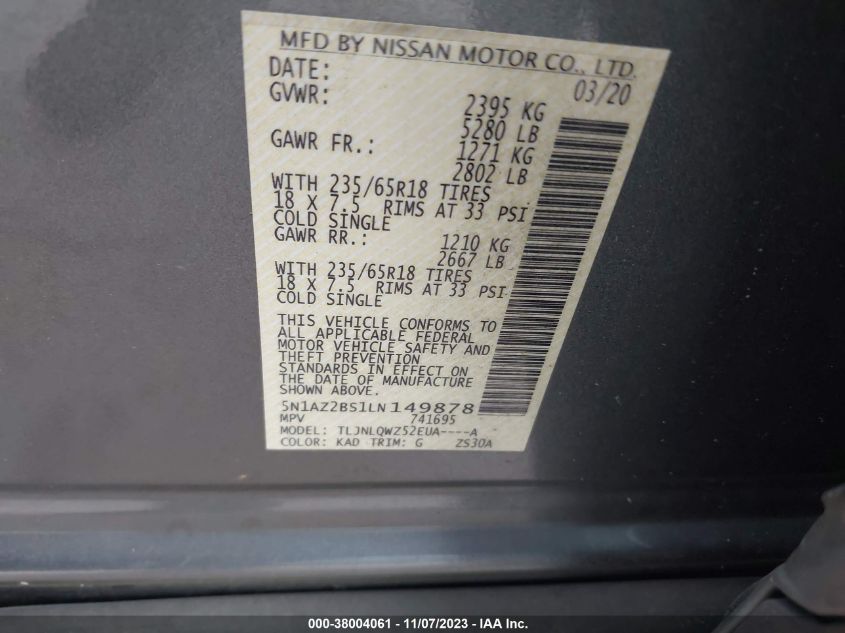 MFD BY NISSAN MOTOR CO., LTD.
DATE: 03/20
GVWR: 2395 KG
5280 LB
GAWR FR.: 1271 KG
2802 LB
WITH 235/65R18 TIRES
18 X 7.5 RIMS AT 33 PSI
COLD SINGLE
GAWR RR.: 1210 KG
2667 LB
WITH 235/65R18 TIRES
18 X 7.5 RIMS AT 33 PSI
COLD SINGLE
THIS VEHICLE CONFORMS TO
ALL APPLICABLE FEDERAL
MOTOR VEHICLE SAFETY AND
THEFT PREVENTION
STANDARDS IN EFFECT ON
THE DATE OF MANUFACTURE
SHOWN ABOVE.
5N1AZ2BS1LN149878
MPV 741695
MODEL: TLJNLQWZ52EUA----A
COLOR: KAD TRIM: G ZS30A
000-38004061 - 11/07/2023 - IAA Inc.